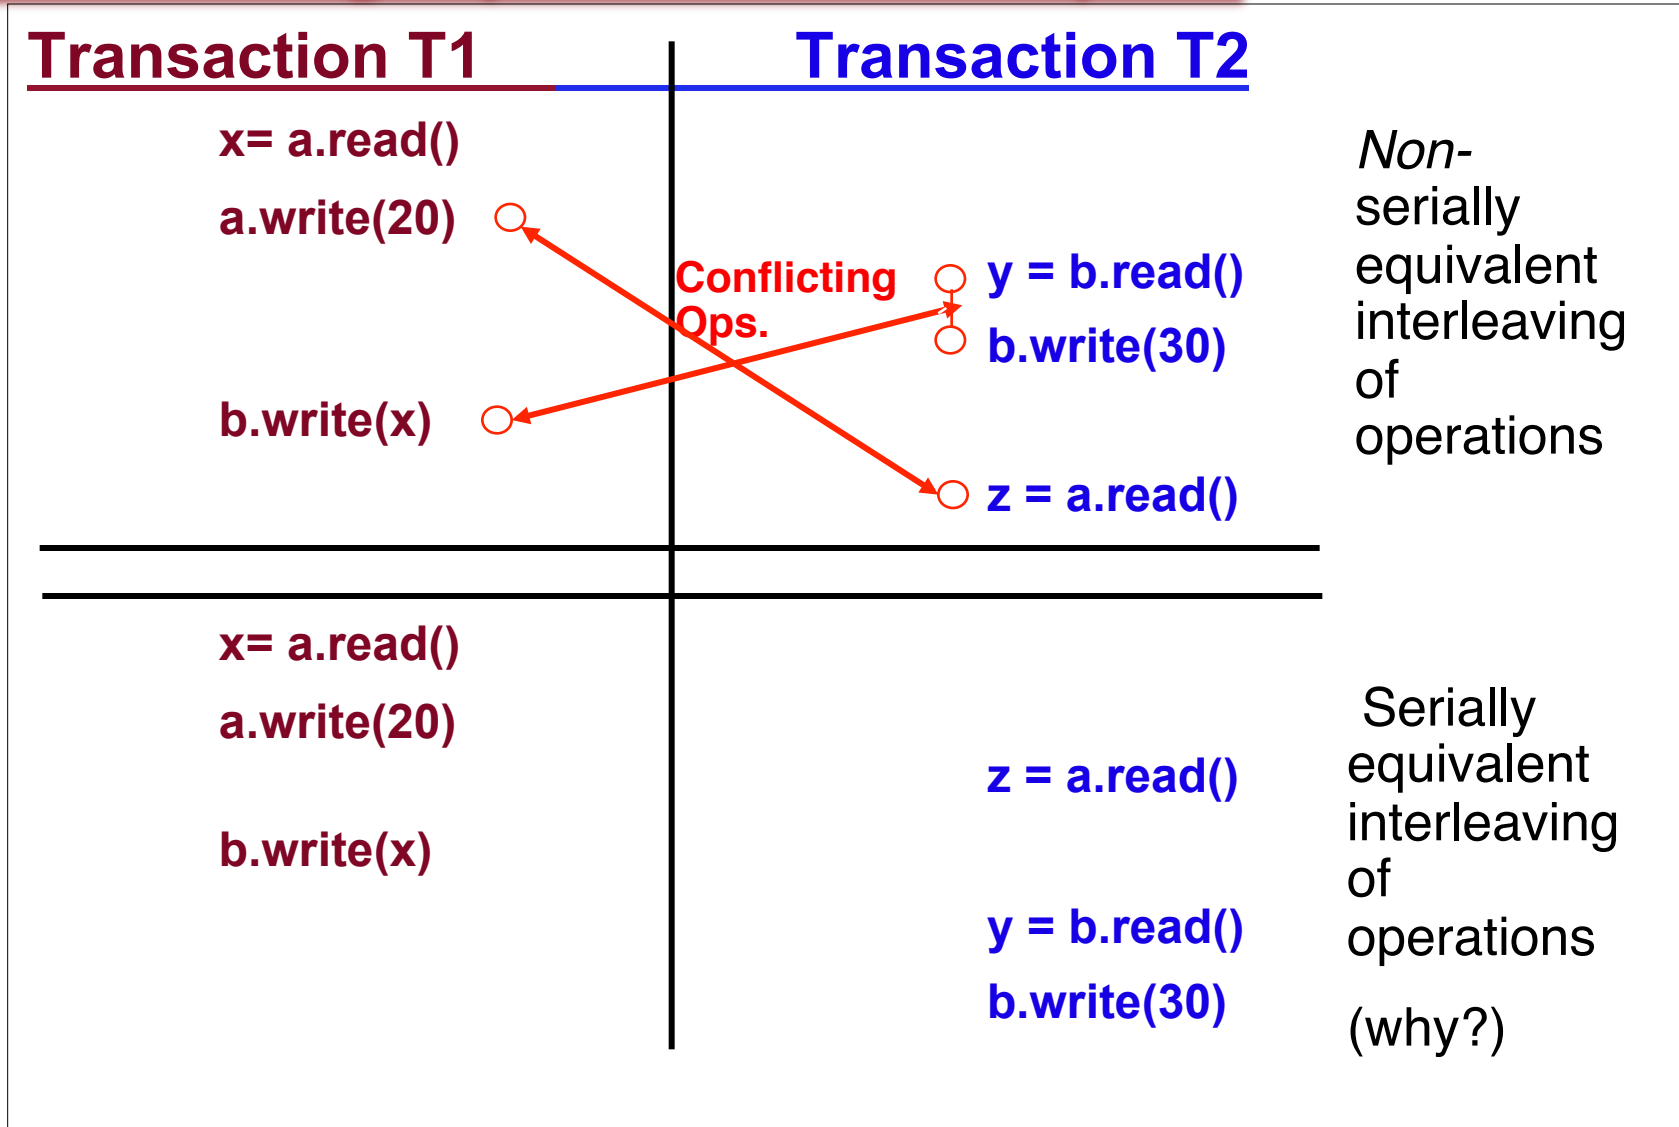 Transaction T1 Transaction T2
x= a.read()
a.write(20)
Conflicting
Ops.
y = b.read()
b.write(30)
b.write(x)
z = a.read()
Non-
serially
equivalent
interleaving
of
operations
x= a.read()
a.write(20)
z = a.read()
b.write(x)
y = b.read()
b.write(30)
Serially
equivalent
interleaving
of
operations
(why?)